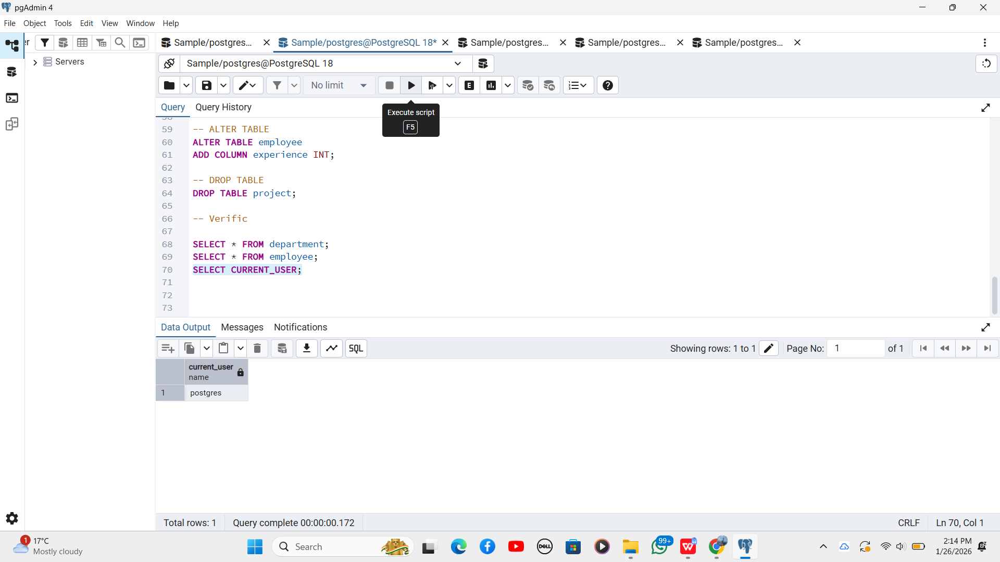 pgAdmin 4
File Object Tools Edit View Window Help
er
Sample/postgres... Sample/postgres@PostgreSQL 18* Sample/postgres... Sample/postgres... Sample/postgres...
Servers
Sample/postgres@PostgreSQL 18
No limit
E
Query Query History
Execute script
F5
58
59 -- ALTER TABLE
60 ALTER TABLE employee
61 ADD COLUMN experience INT;
62
63 -- DROP TABLE
64 DROP TABLE project;
65
66 -- Verific
67
68 SELECT * FROM department;
69 SELECT * FROM employee;
70 SELECT CURRENT_USER;
71
72
73
Data Output Messages Notifications
SQL
Showing rows: 1 to 1 Page No: 1 of 1
current_user
name
1 postgres
Total rows: 1 Query complete 00:00:00.172 CRLF Ln 70, Col 1
1
17°C
Mostly cloudy
Search
DELL
99+
W
2:14 PM
1/26/2026